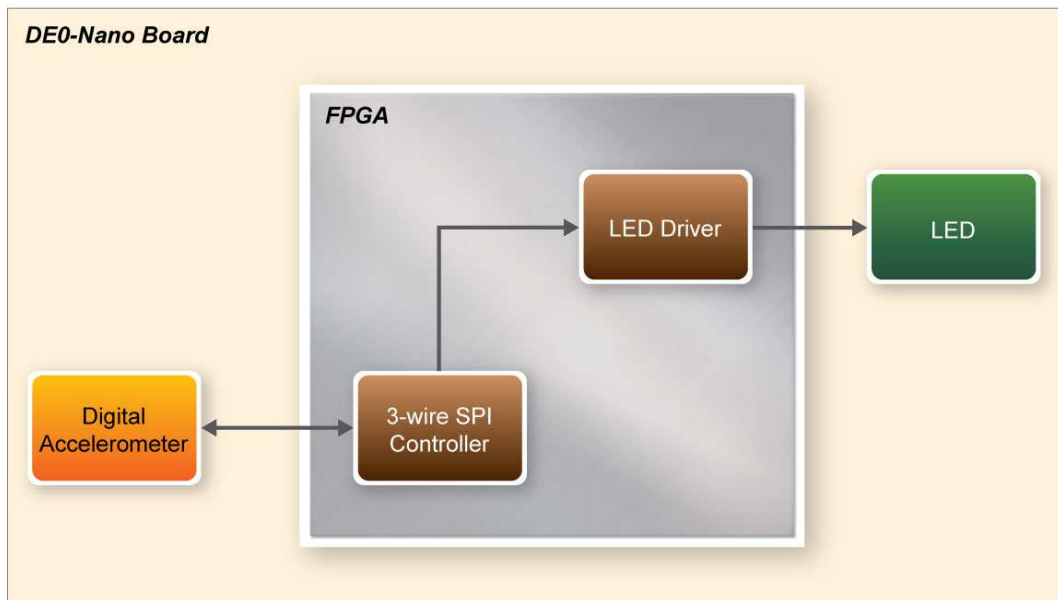 DE0-Nano Board
FPGA
LED Driver
LED
Digital
Accelerometer
3-wire SPI
Controller